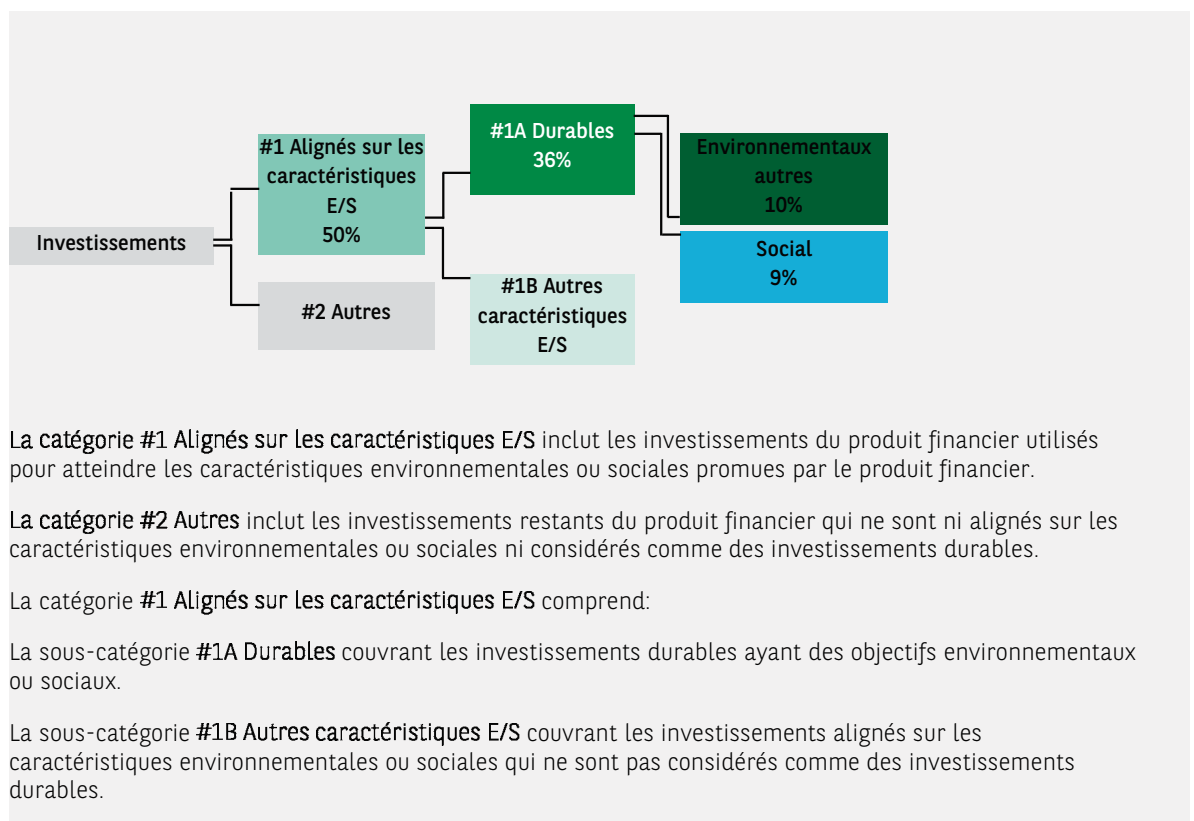 #1A Durables
36%
#1 Alignés sur les
caractéristiques
E/S
50%
Environnementaux
autres
10%
Investissements
Social
9%
#2 Autres
#1B Autres
caractéristiques
E/S
La catégorie #1 Alignés sur les caractéristiques E/S inclut les investissements du produit financier utilisés
pour atteindre les caractéristiques environnementales ou sociales promues par le produit financier.
La catégorie #2 Autres inclut les investissements restants du produit financier qui ne sont ni alignés sur les
caractéristiques environnementales ou sociales ni considérés comme des investissements durables.
La catégorie #1 Alignés sur les caractéristiques E/S comprend:
La sous-catégorie #1A Durables couvrant les investissements durables ayant des objectifs environnementaux
ou sociaux.
La sous-catégorie #1B Autres caractéristiques E/S couvrant les investissements alignés sur les
caractéristiques environnementales ou sociales qui ne sont pas considérés comme des investissements
durables.